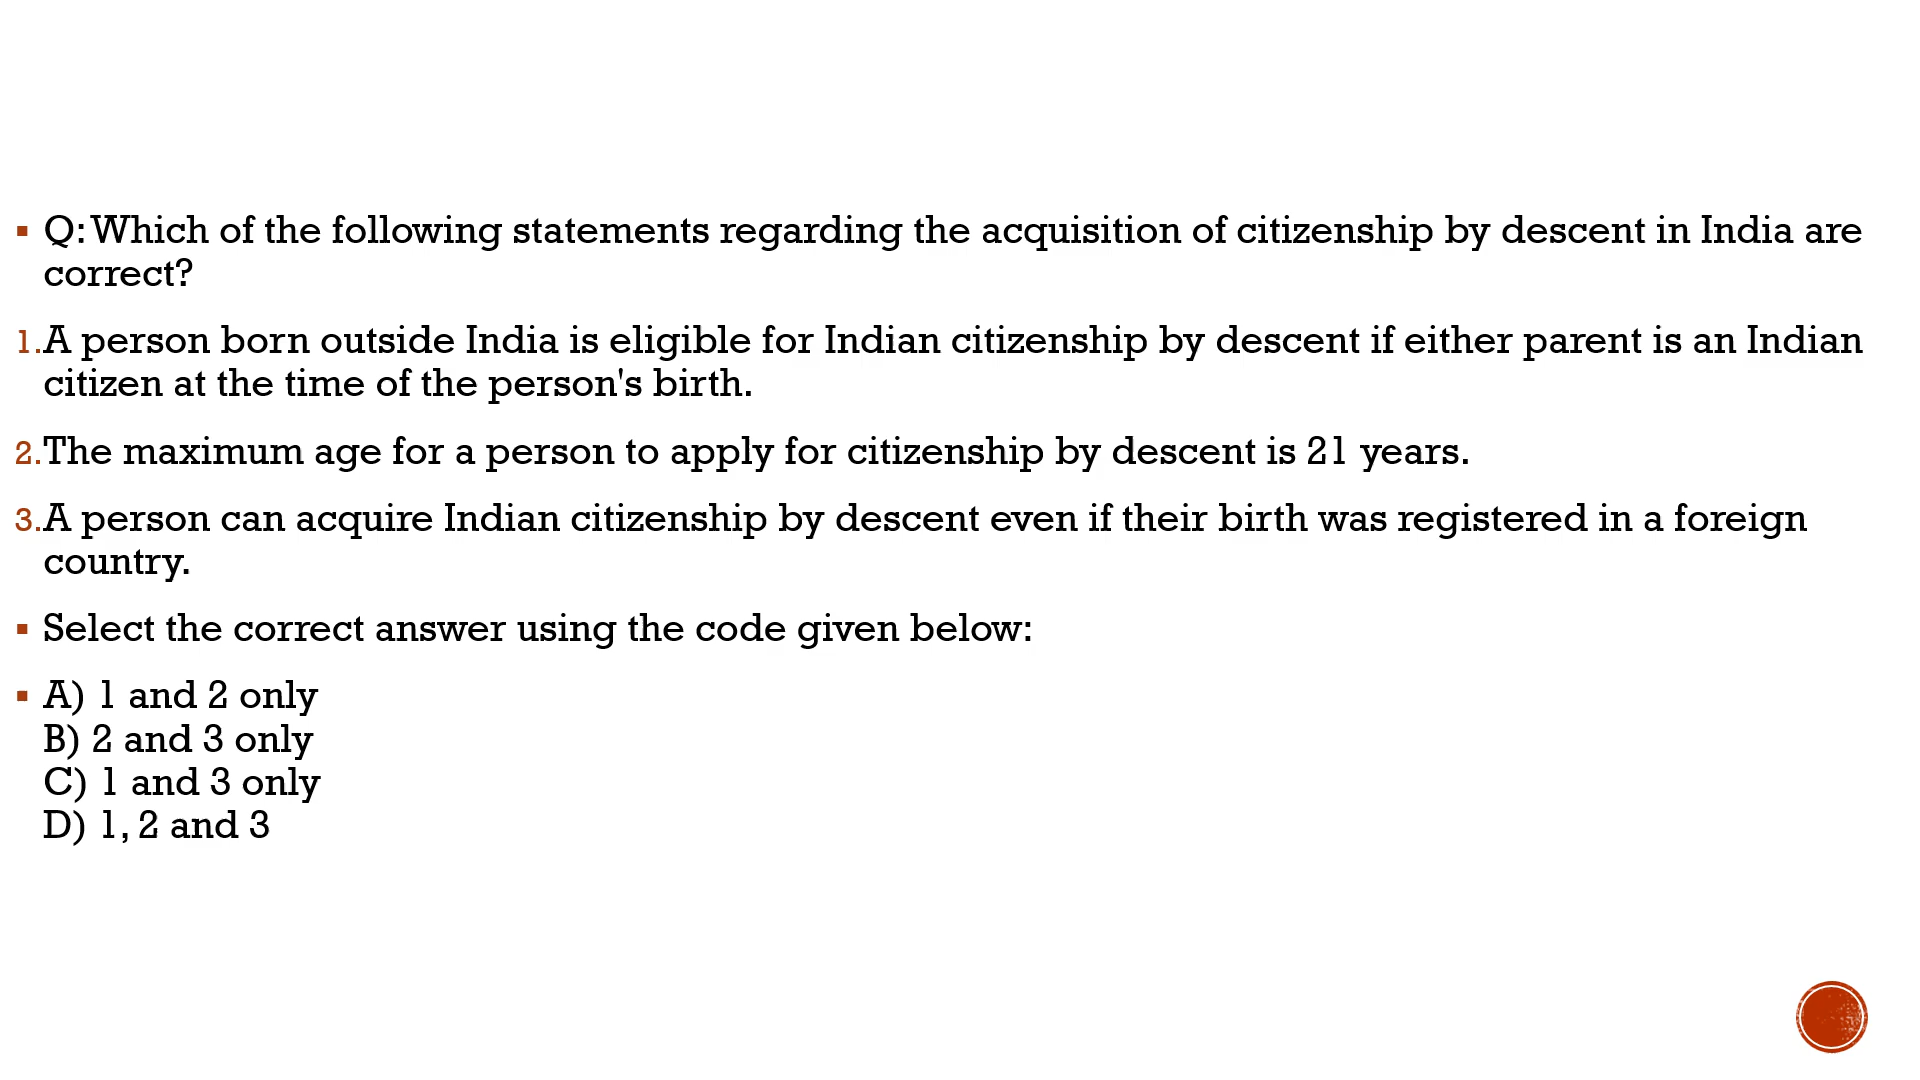 ▪ Q: Which of the following statements regarding the acquisition of citizenship by descent in India are
correct?
1. A person born outside India is eligible for Indian citizenship by descent if either parent is an Indian
citizen at the time of the person's birth.
2. The maximum age for a person to apply for citizenship by descent is 21 years.
3. A person can acquire Indian citizenship by descent even if their birth was registered in a foreign
country.
▪ Select the correct answer using the code given below:
▪ A) 1 and 2 only
B) 2 and 3 only
C) 1 and 3 only
D) 1, 2 and 3